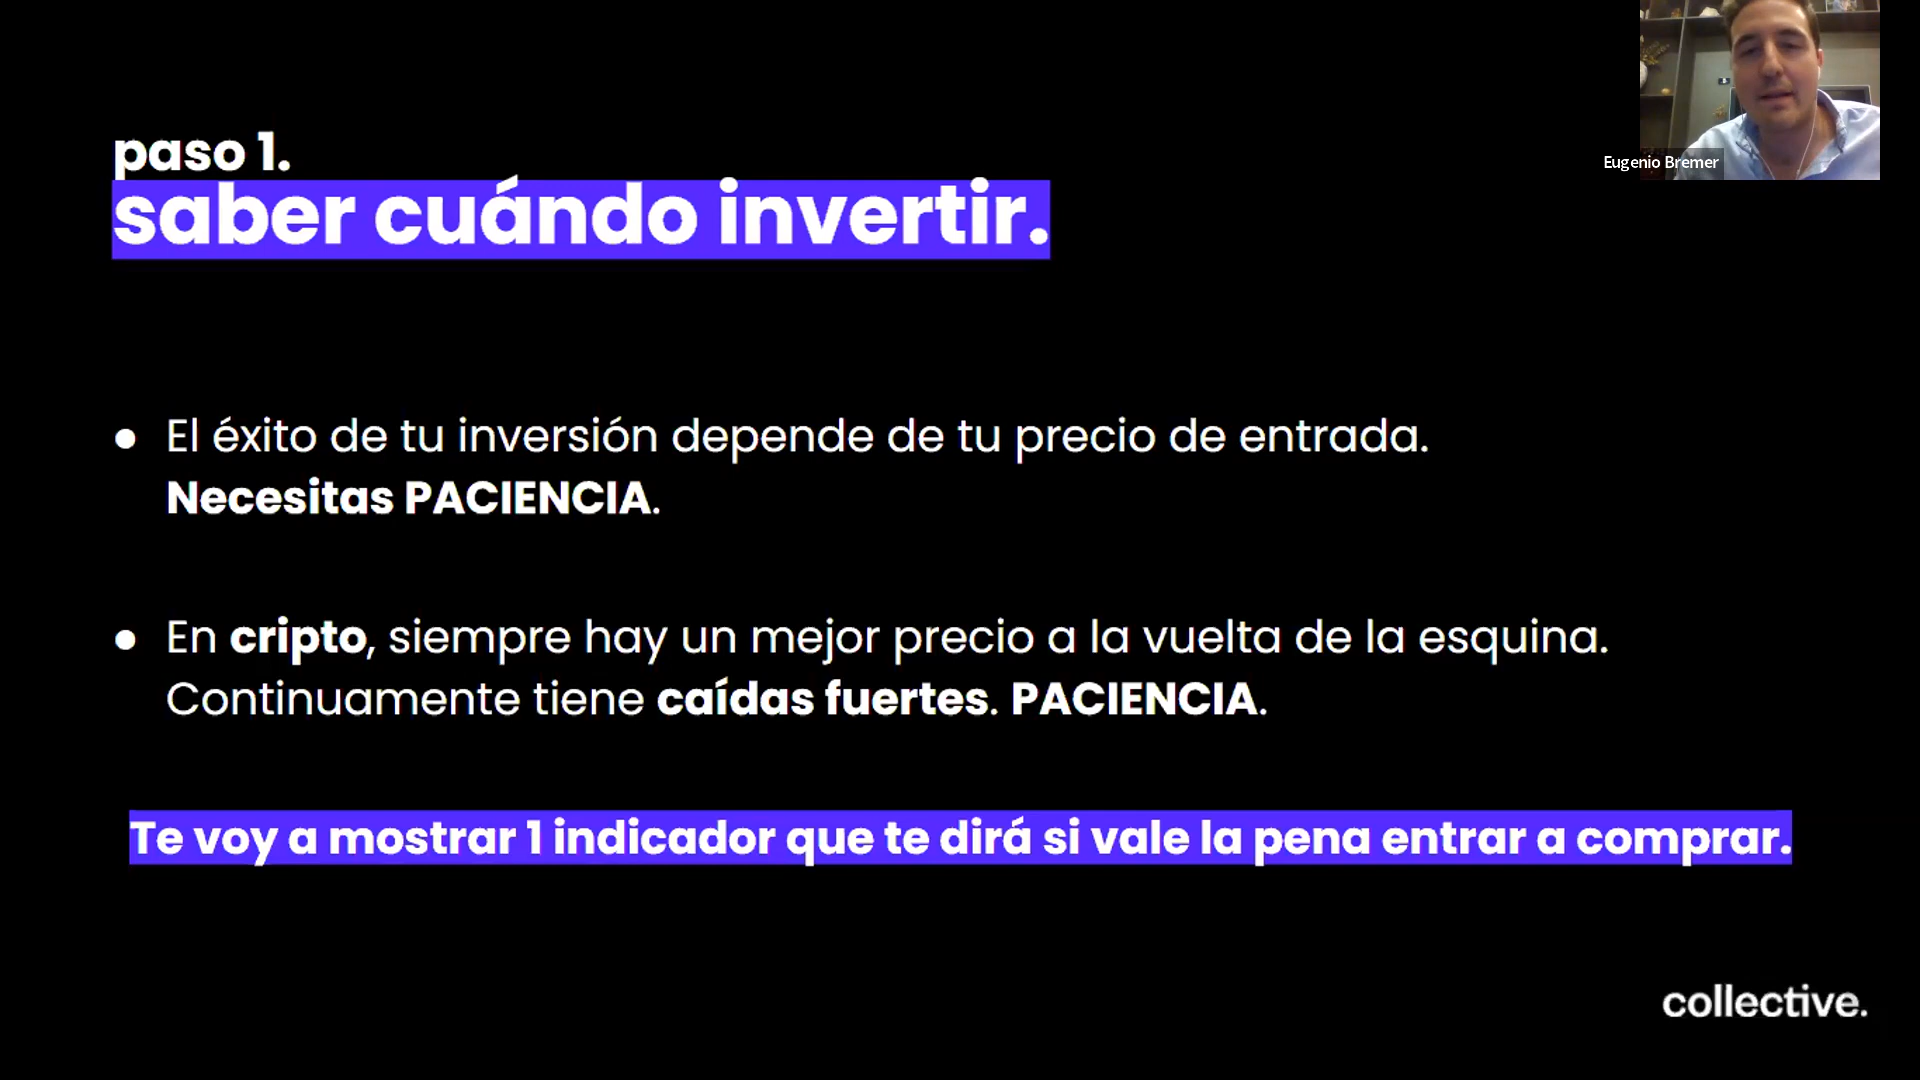 Eugenio Bremer
paso 1.
saber cuándo invertir.
● El éxito de tu inversión depende de tu precio de entrada.
Necesitas PACIENCIA.
● En cripto, siempre hay un mejor precio a la vuelta de la esquina.
Continuamente tiene caídas fuertes. PACIENCIA.
Te voy a mostrar 1 indicador que te dirá si vale la pena entrar a comprar.
collective.